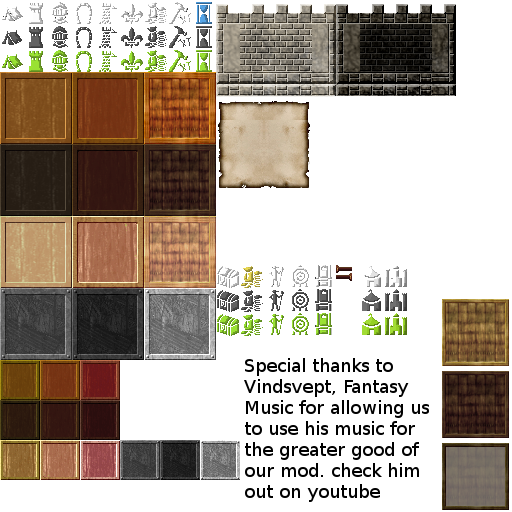 Special thanks to
Vindsvept, Fantasy
Music for allowing us
to use his music for
the greater good of
our mod. check him
out on youtube